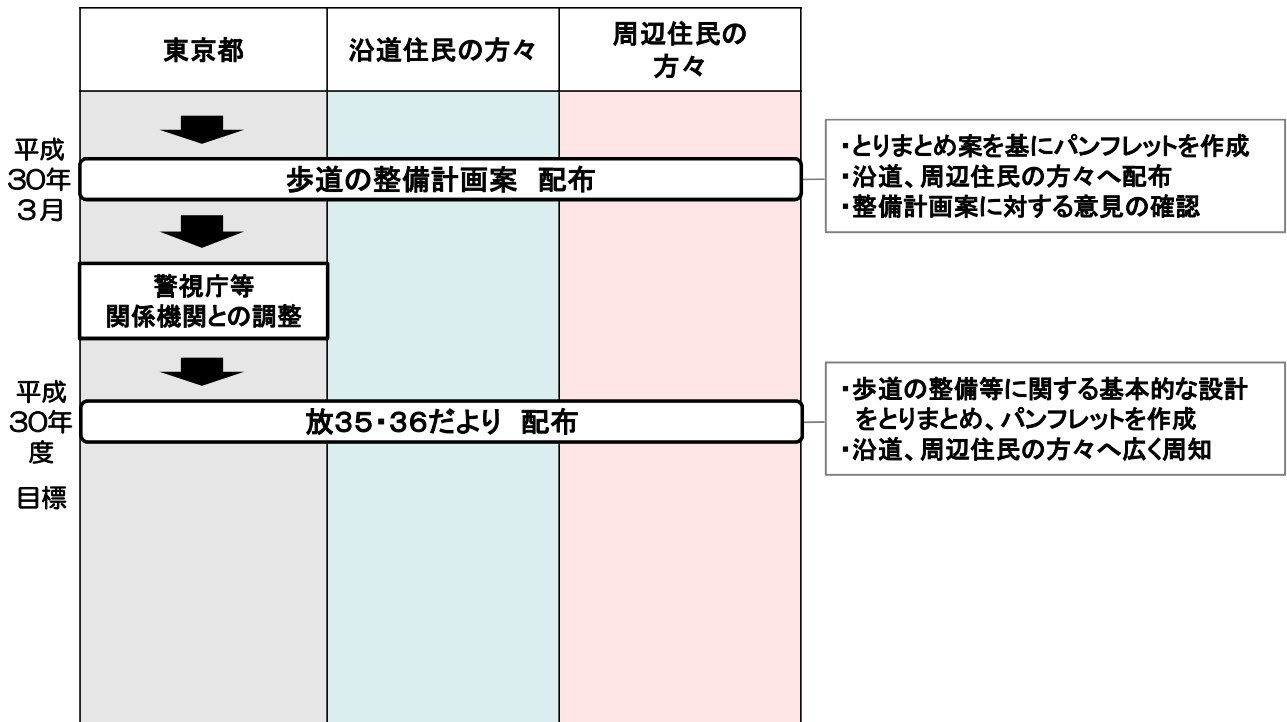 東京都
沿道住民の方々
周辺住民の
方々
平成
30年
3月
歩道の整備計画案 配布
・とりまとめ案を基にパンフレットを作成
・沿道、周辺住民の方々へ配布
・整備計画案に対する意見の確認
警視庁等
関係機関との調整
平成
30年
度
目標
放35・36だより 配布
・歩道の整備等に関する基本的な設計
をとりまとめ、パンフレットを作成
・沿道、周辺住民の方々へ広く周知